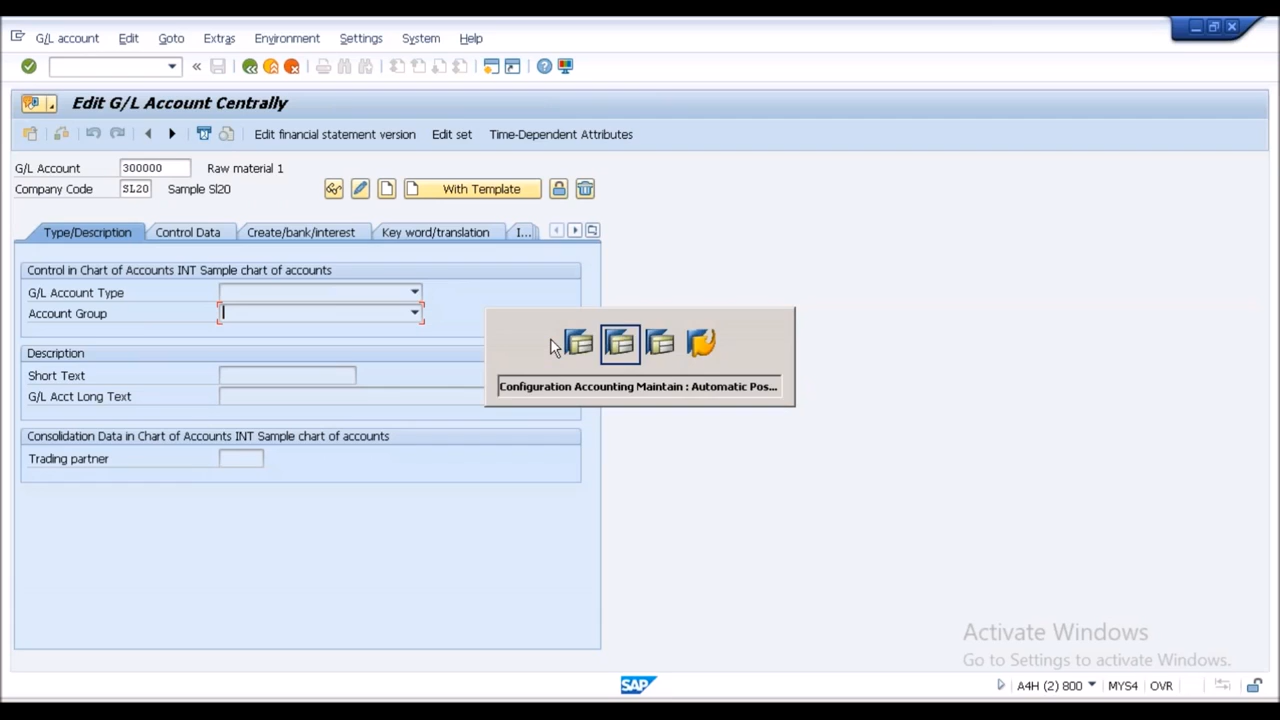 G/L account Edit Goto Extras Environment Settings System Help
Edit G/L Account Centrally
Edit financial statement version Edit set Time-Dependent Attributes
G/L Account 300000 Raw material 1
Company Code SL20 Sample Sl20 With Template
Type/Description Control Data Create/bank/interest Key word/translation I...
Control in Chart of Accounts INT Sample chart of accounts
G/L Account Type
Account Group
Description
Short Text
G/L Acct Long Text
Configuration Accounting Maintain : Automatic Pos...
Consolidation Data in Chart of Accounts INT Sample chart of accounts
Trading partner
Activate Windows
Go to Settings to activate Windows.
SAP
A4H (2) 800 MYS4 OVR